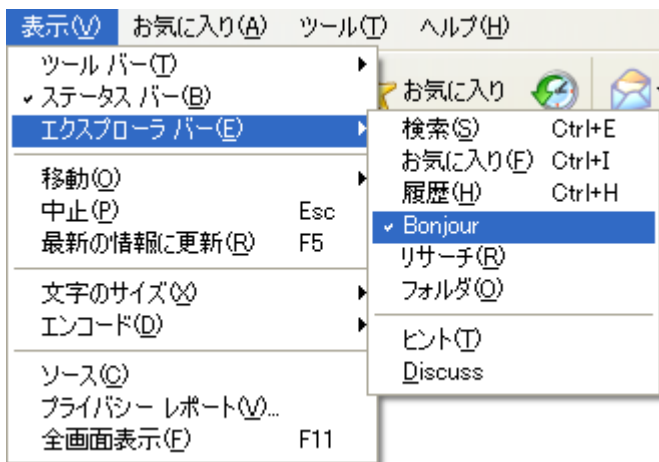 表示(V) お気に入り(A) ツール(T) ヘルプ(H)
ツール バー(T)
ステータス バー(B)
エクスプローラ バー(E)
移動(O)
中止(P) Esc
最新の情報に更新(R) F5
文字のサイズ(X)
エンコード(D)
ソース(C)
プライバシー レポート(V)...
全画面表示(F) F11
お気に入り
検索(S) Ctrl+E
お気に入り(F) Ctrl+I
履歴(H) Ctrl+H
Bonjour
リサーチ(R)
フォルダ(O)
ヒント(T)
Discuss